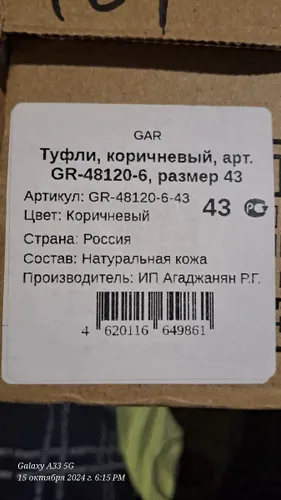 GAR
Туфли, коричневый, арт.
GR-48120-6, размер 43
Артикул: GR-48120-6-43
Цвет: Коричневый
43
Страна: Россия
Состав: Натуральная кожа
Производитель: ИП Агаджанян Р.Г.
4 620116 649861
Galaxy A33 5G
15 октября 2024 г. 6:15 PM